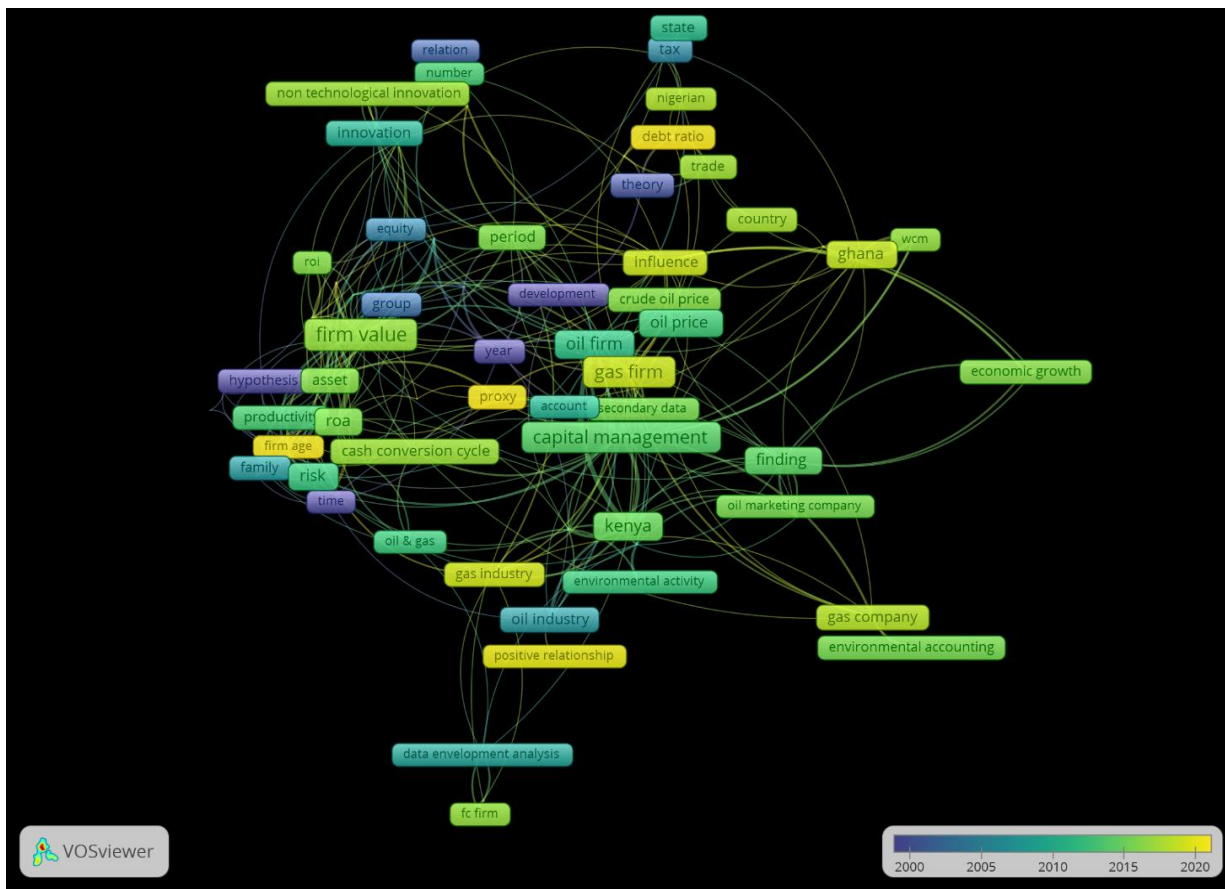 state
relation
tax
number
non technological innovation
nigerian
innovation
debt ratio
trade
theory
country
equity
period
wcm
ghana
roi
influence
development
crude oil price
group
oil price
firm value
oil firm
year
gas firm
economic growth
hypothesis
asset
proxy
account
secondary data
productivity
roa
capital management
firm age
cash conversion cycle
finding
family
risk
time
oil marketing company
kenya
oil & gas
gas industry
environmental activity
oil industry
gas company
environmental accounting
positive relationship
data envelopment analysis
fc firm
VOSviewer
2000 2005 2010 2015 2020